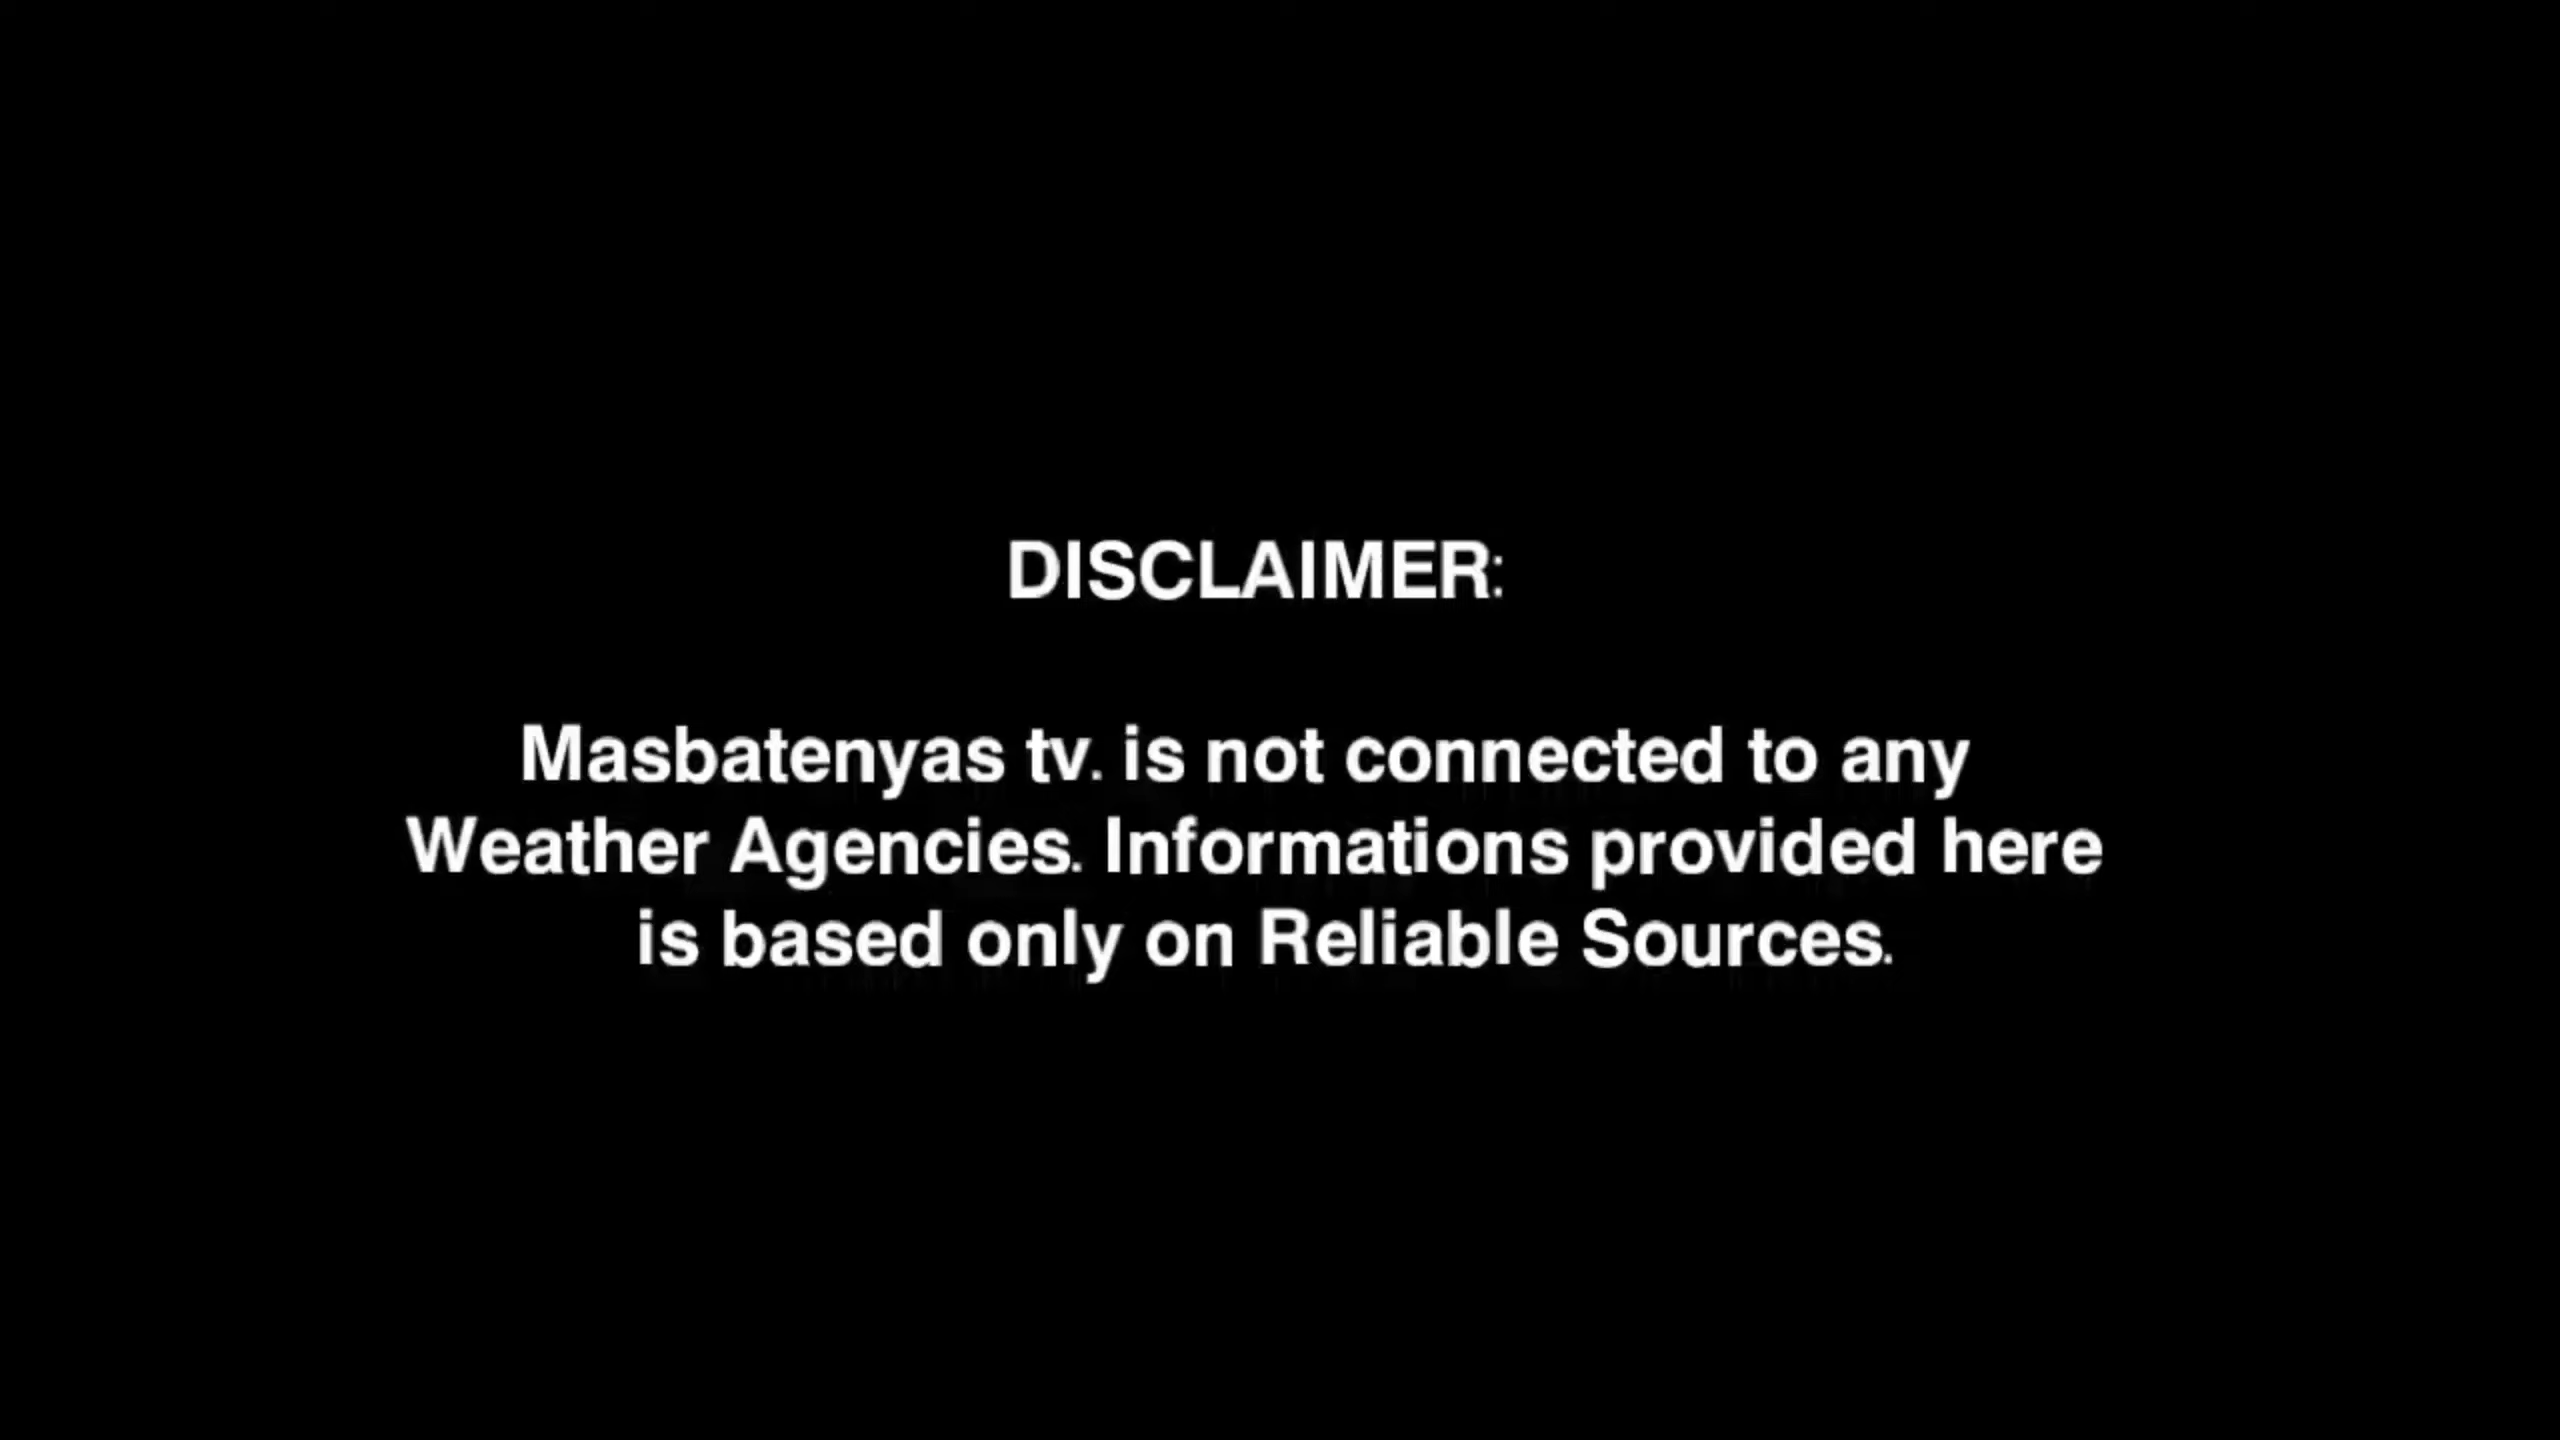 DISCLAIMER:
Masbatenyas tv. is not connected to any
Weather Agencies. Informations provided here
is based only on Reliable Sources.